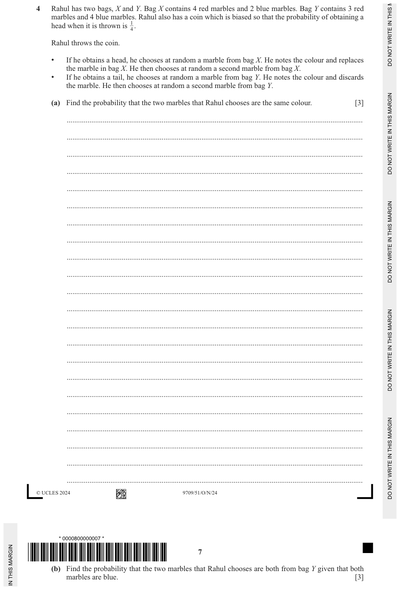 4 Rahul has two bags, X and Y. Bag X contains 4 red marbles and 2 blue marbles. Bag Y contains 3 red
marbles and 4 blue marbles. Rahul also has a coin which is biased so that the probability of obtaining a
head when it is thrown is 1/4.
Rahul throws the coin.
• If he obtains a head, he chooses at random a marble from bag X. He notes the colour and replaces
the marble in bag X. He then chooses at random a second marble from bag X.
• If he obtains a tail, he chooses at random a marble from bag Y. He notes the colour and discards
the marble. He then chooses at random a second marble from bag Y.
(a) Find the probability that the two marbles that Rahul chooses are the same colour. [3]
© UCLES 2024
9709/51/O/N/24
* 0000800000007 *
7
(b) Find the probability that the two marbles that Rahul chooses are both from bag Y given that both
marbles are blue. [3]
DO NOT WRITE IN THIS M
DO NOT WRITE IN THIS MARGIN
DO NOT WRITE IN THIS MARGIN
DO NOT WRITE IN THIS MARGIN
DO NOT WRITE IN THIS MARGIN
IN THIS MARGIN